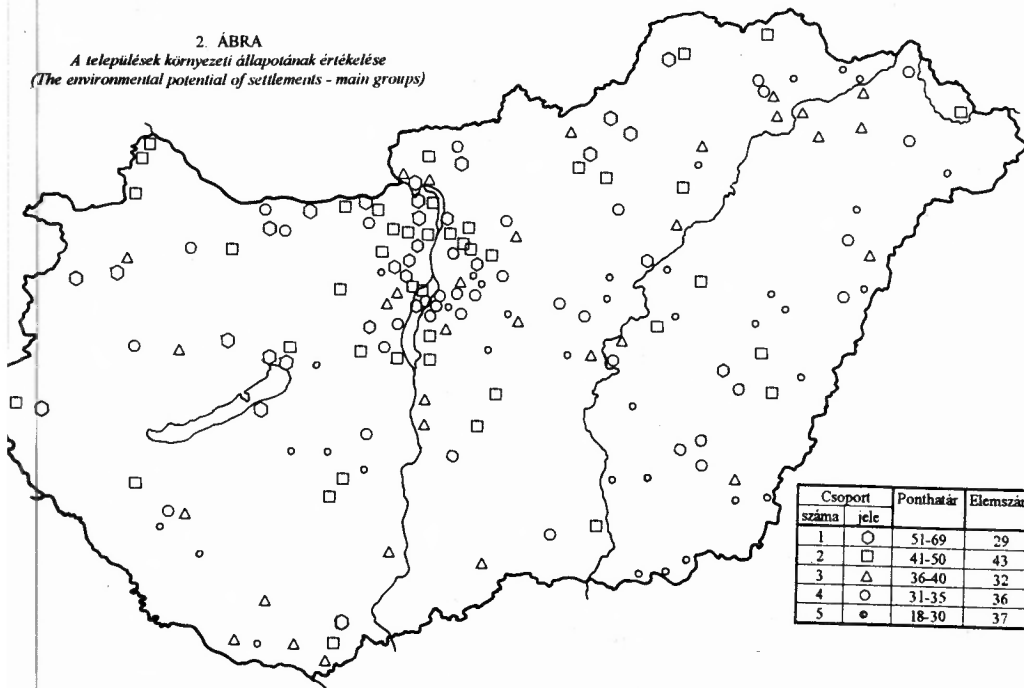 2. ÁBRA
A települések környezeti állapotának értékelése
(The environmental potential of settlements - main groups)
Csoport Ponthatár Elemszám
száma jele
1 51-69 29
2 41-50 43
3 36-40 32
4 31-35 36
5 18-30 37